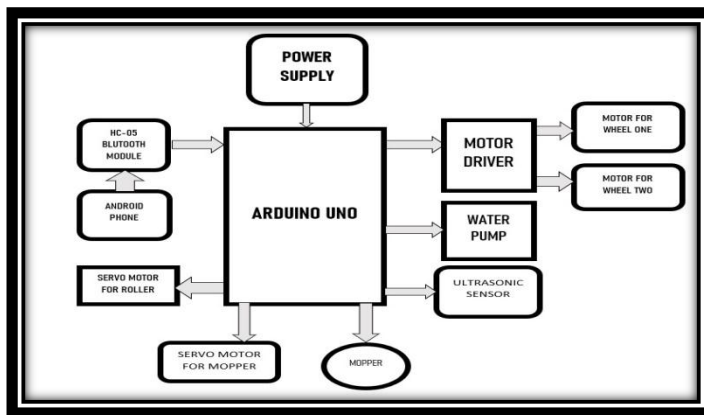 POWER
SUPPLY
HC-05
BLUTOOTH
MODULE
ANDROID
PHONE
ARDUINO UNO
MOTOR
DRIVER
MOTOR FOR
WHEEL ONE
MOTOR FOR
WHEEL TWO
WATER
PUMP
SERVO MOTOR
FOR ROLLER
ULTRASONIC
SENSOR
SERVO MOTOR
FOR MOPPER
MOPPER